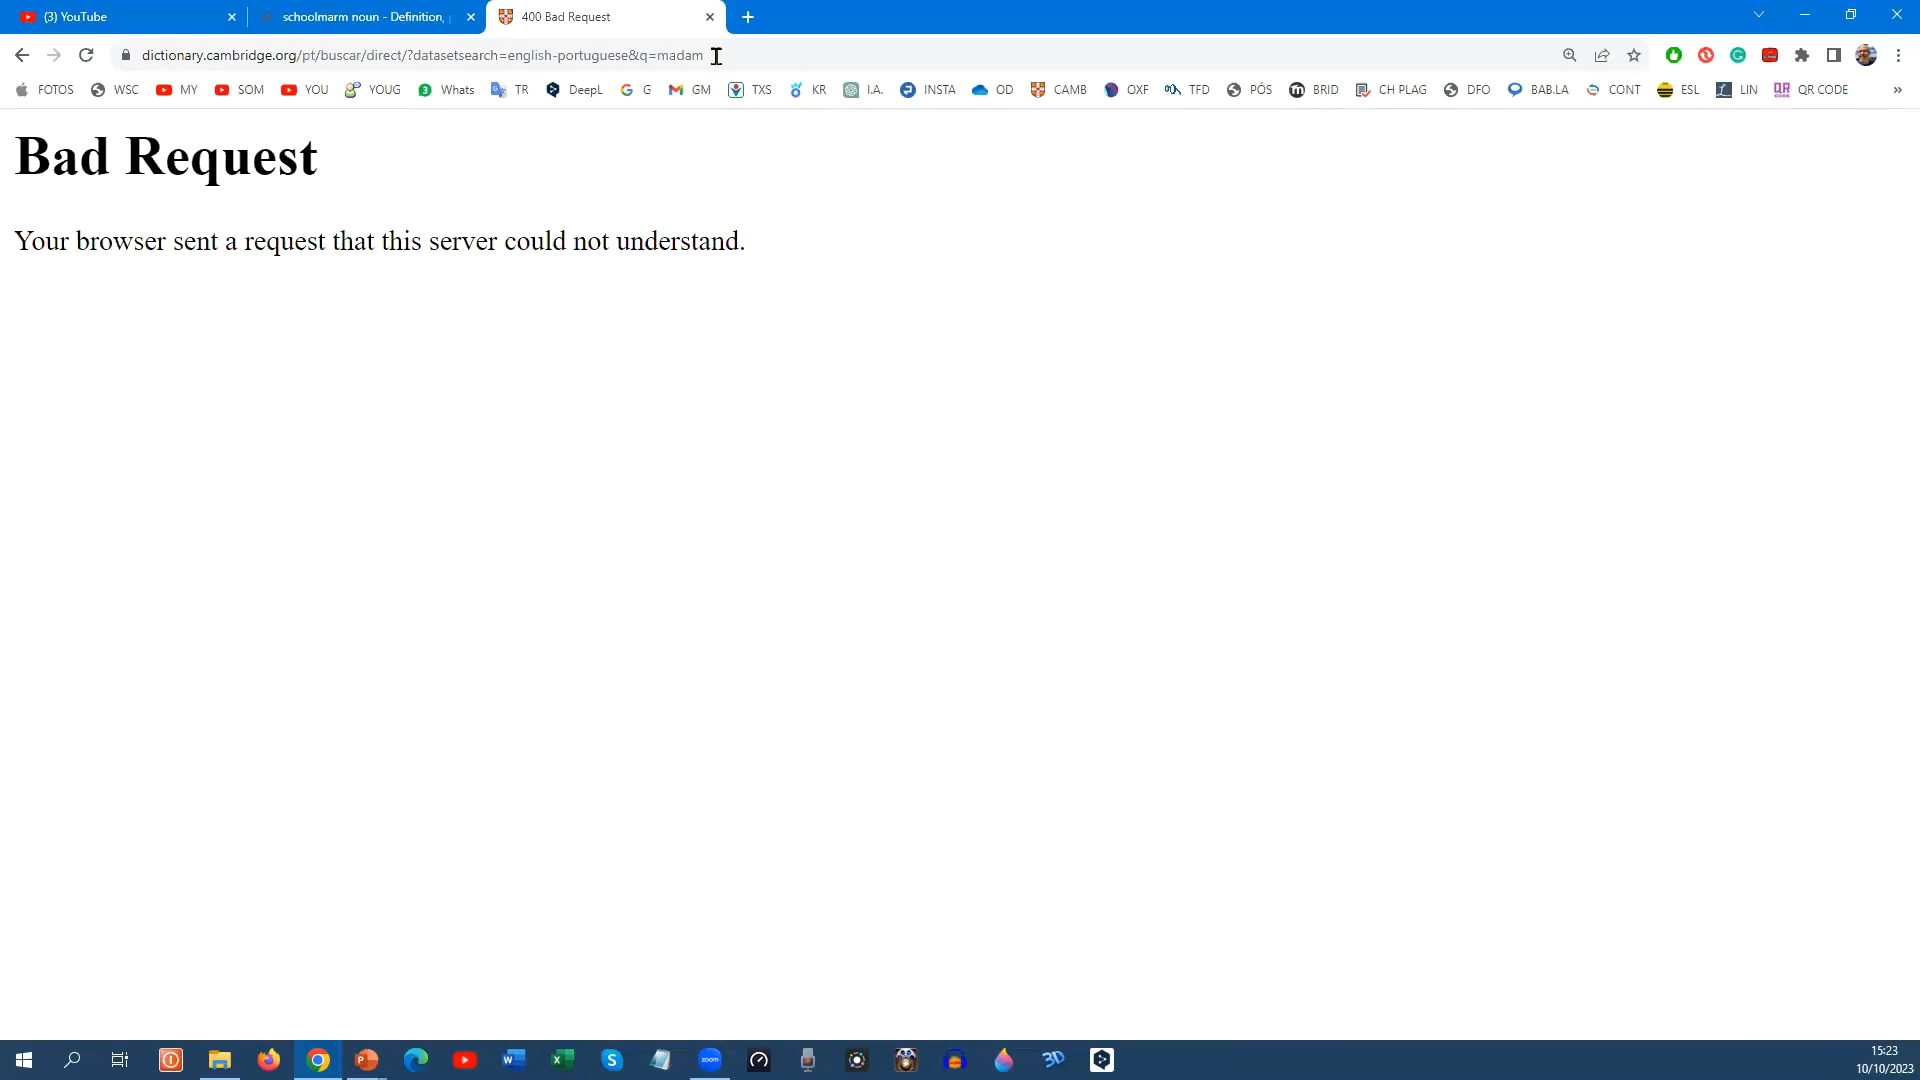 (3) YouTube
schoolmarm noun - Definition,
400 Bad Request
dictionary.cambridge.org/pt/buscar/direct/?datasetsearch=english-portuguese&q=madam
FOTOS WSC MY SOM YOU YOUG Whats TR DeepL G GM TXS KR I.A. INSTA OD CAMB OXF TFD PÓS BRID CH PLAG DFO BAB.LA CONT ESL LIN QR CODE »
Bad Request
Your browser sent a request that this server could not understand.
zoom
3D
15:23
10/10/2023